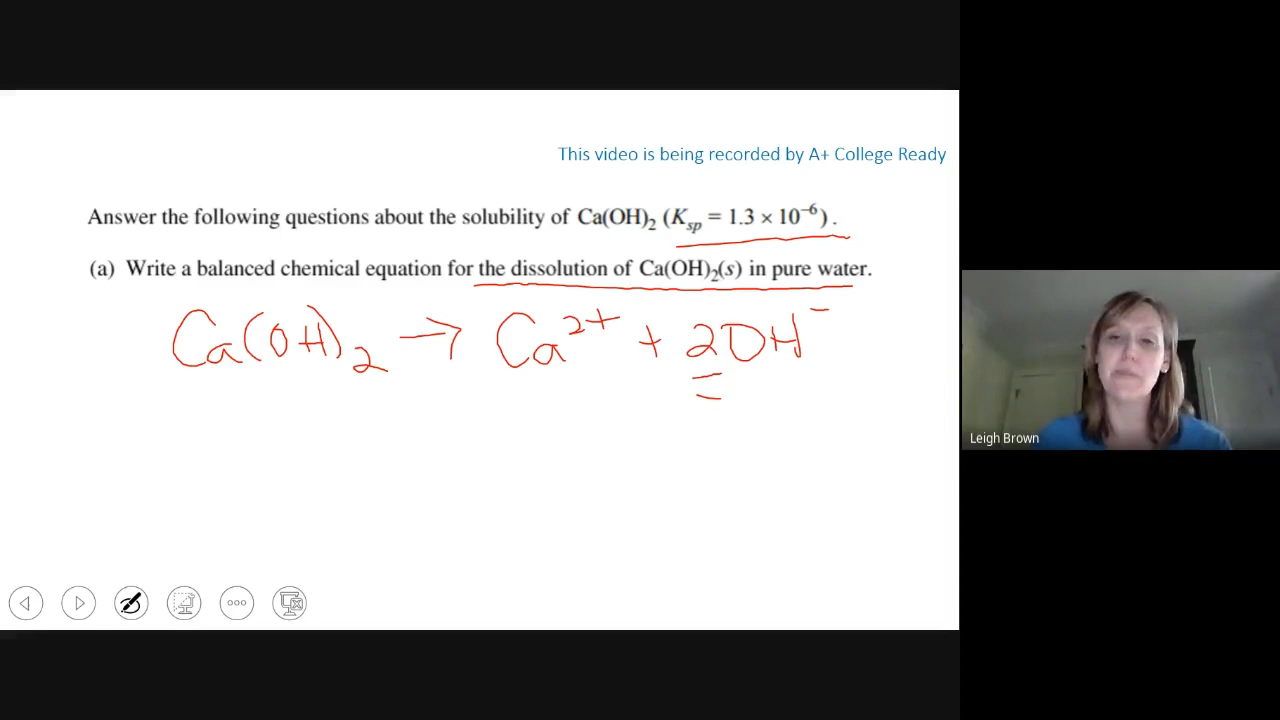 This video is being recorded by A+ College Ready
Answer the following questions about the solubility of Ca(OH)₂ (Kₛₚ = 1.3 × 10⁻⁶).
(a) Write a balanced chemical equation for the dissolution of Ca(OH)₂(s) in pure water.
Ca(OH)₂ → Ca²⁺ + 2OH⁻
Leigh Brown